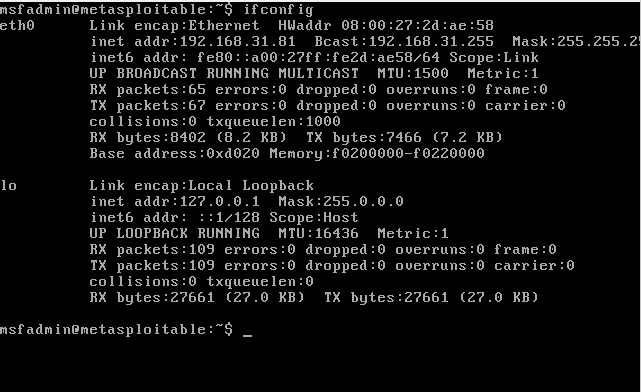 msfadmin@metasploitable:~$ ifconfig
eth0 Link encap:Ethernet HWaddr 08:00:27:2d:ae:58
inet addr:192.168.31.81 Bcast:192.168.31.255 Mask:255.255.25
inet6 addr: fe80::a00:27ff:fe2d:ae58/64 Scope:Link
UP BROADCAST RUNNING MULTICAST MTU:1500 Metric:1
RX packets:65 errors:0 dropped:0 overruns:0 frame:0
TX packets:67 errors:0 dropped:0 overruns:0 carrier:0
collisions:0 txqueuelen:1000
RX bytes:8402 (8.2 KB) TX bytes:7466 (7.2 KB)
Base address:0xd020 Memory:f0200000-f0220000
lo Link encap:Local Loopback
inet addr:127.0.0.1 Mask:255.0.0.0
inet6 addr: ::1/128 Scope:Host
UP LOOPBACK RUNNING MTU:16436 Metric:1
RX packets:109 errors:0 dropped:0 overruns:0 frame:0
TX packets:109 errors:0 dropped:0 overruns:0 carrier:0
collisions:0 txqueuelen:0
RX bytes:27661 (27.0 KB) TX bytes:27661 (27.0 KB)
msfadmin@metasploitable:~$ _